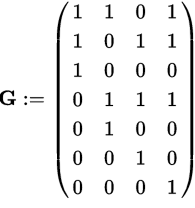 1 1 0 1
1 0 1 1
1 0 0 0
G := 0 1 1 1
0 1 0 0
0 0 1 0
0 0 0 1